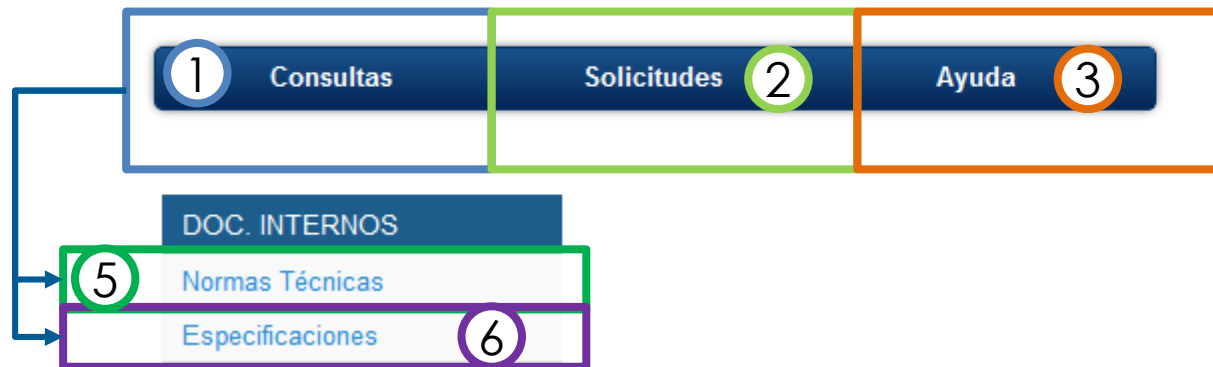 1 Consultas Solicitudes 2 Ayuda 3
DOC. INTERNOS
5 Normas Técnicas
Especificaciones 6